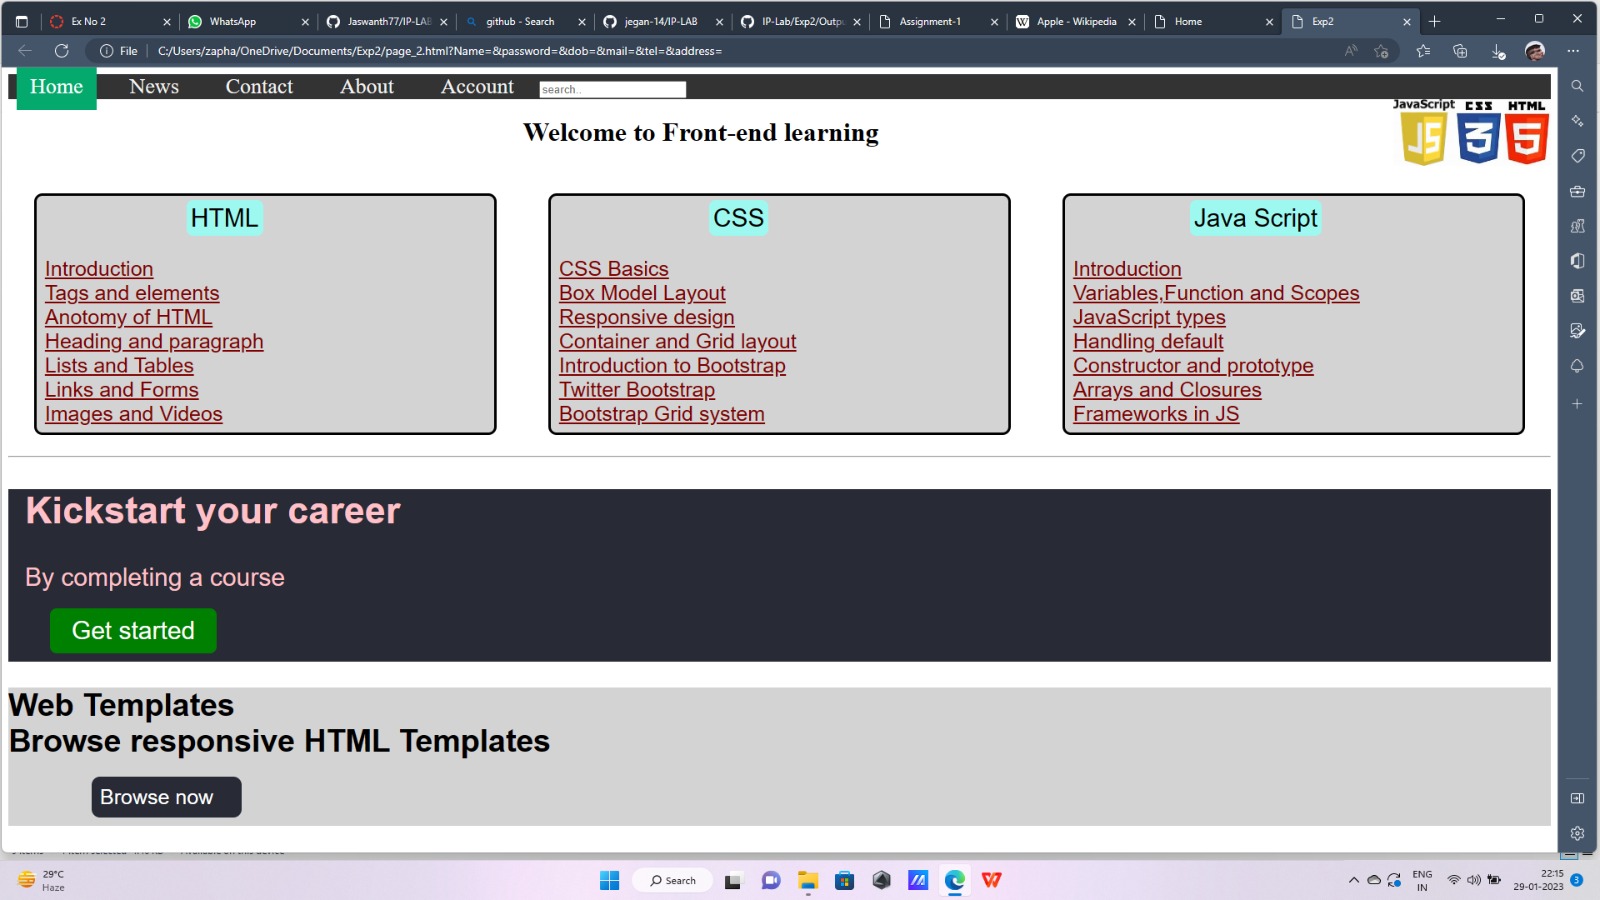 Ex No 2
WhatsApp
Jaswanth77/IP-LAB
github - Search
jegan-14/IP-LAB
IP-Lab/Exp2/Outpu
Assignment-1
Apple - Wikipedia
Home
Exp2
File
C:/Users/zapha/OneDrive/Documents/Exp2/page_2.html?Name=&password=&dob=&mail=&tel=&address=
Home News Contact About Account search..
JavaScript CSS HTML
JS 3 5
Welcome to Front-end learning
HTML
Introduction
Tags and elements
Anotomy of HTML
Heading and paragraph
Lists and Tables
Links and Forms
Images and Videos
CSS
CSS Basics
Box Model Layout
Responsive design
Container and Grid layout
Introduction to Bootstrap
Twitter Bootstrap
Bootstrap Grid system
Java Script
Introduction
Variables,Function and Scopes
JavaScript types
Handling default
Constructor and prototype
Arrays and Closures
Frameworks in JS
Kickstart your career
By completing a course
Get started
Web Templates
Browse responsive HTML Templates
Browse now
29°C
Haze
Search
ENG
IN
22:15
29-01-2023
3